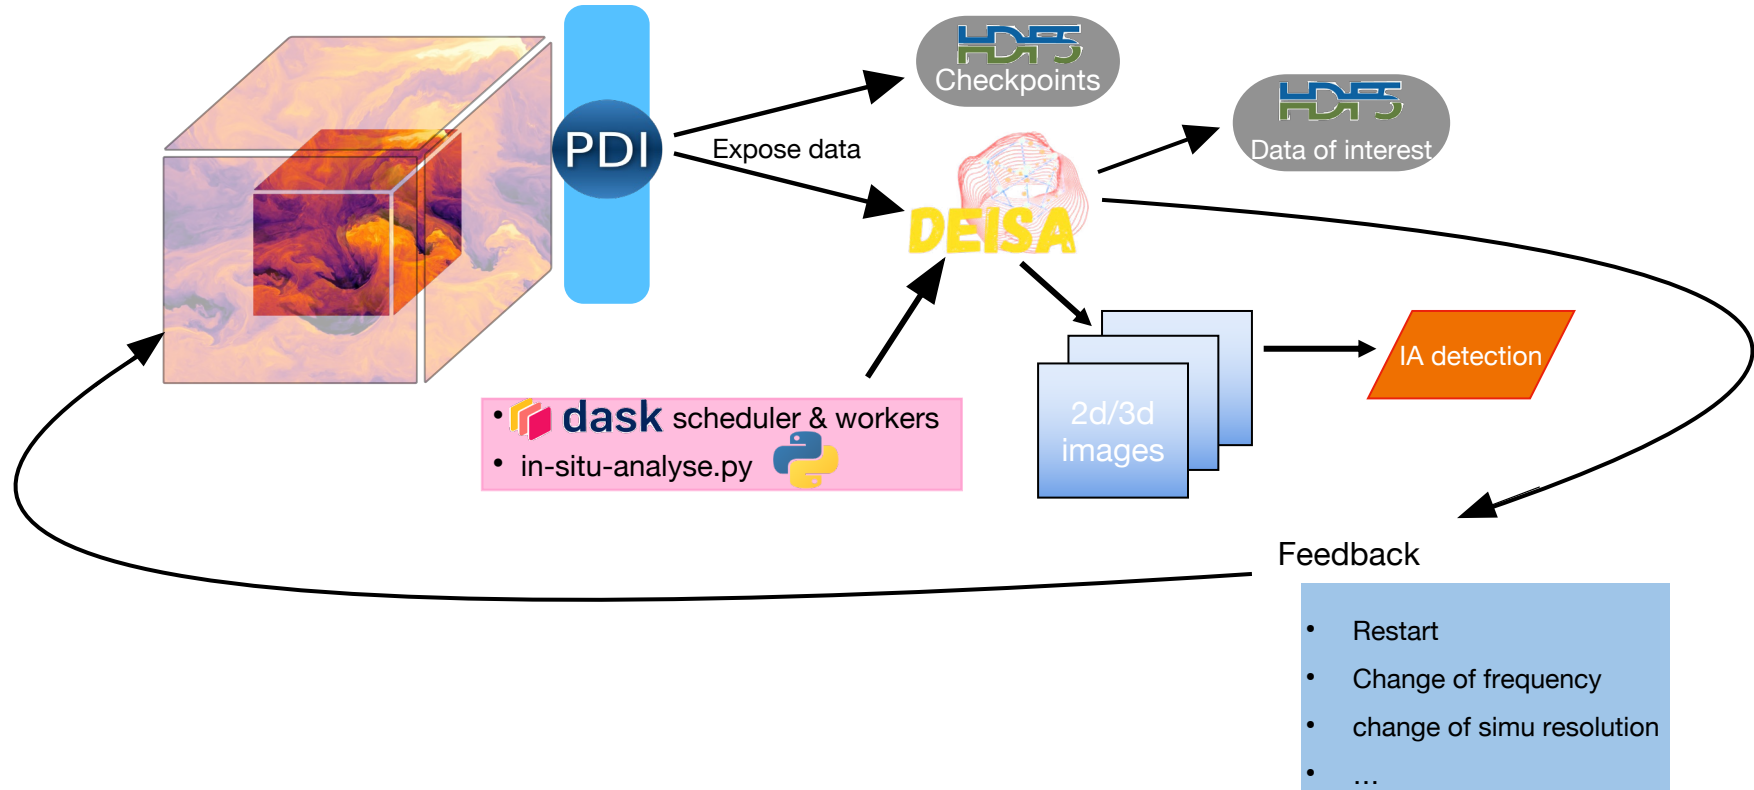 PDI
Expose data
HDF5
Checkpoints
HDF5
Data of interest
DEISA
• dask scheduler & workers
• in-situ-analyse.py
2d/3d
images
IA detection
Feedback
• Restart
• Change of frequency
• change of simu resolution
• ...